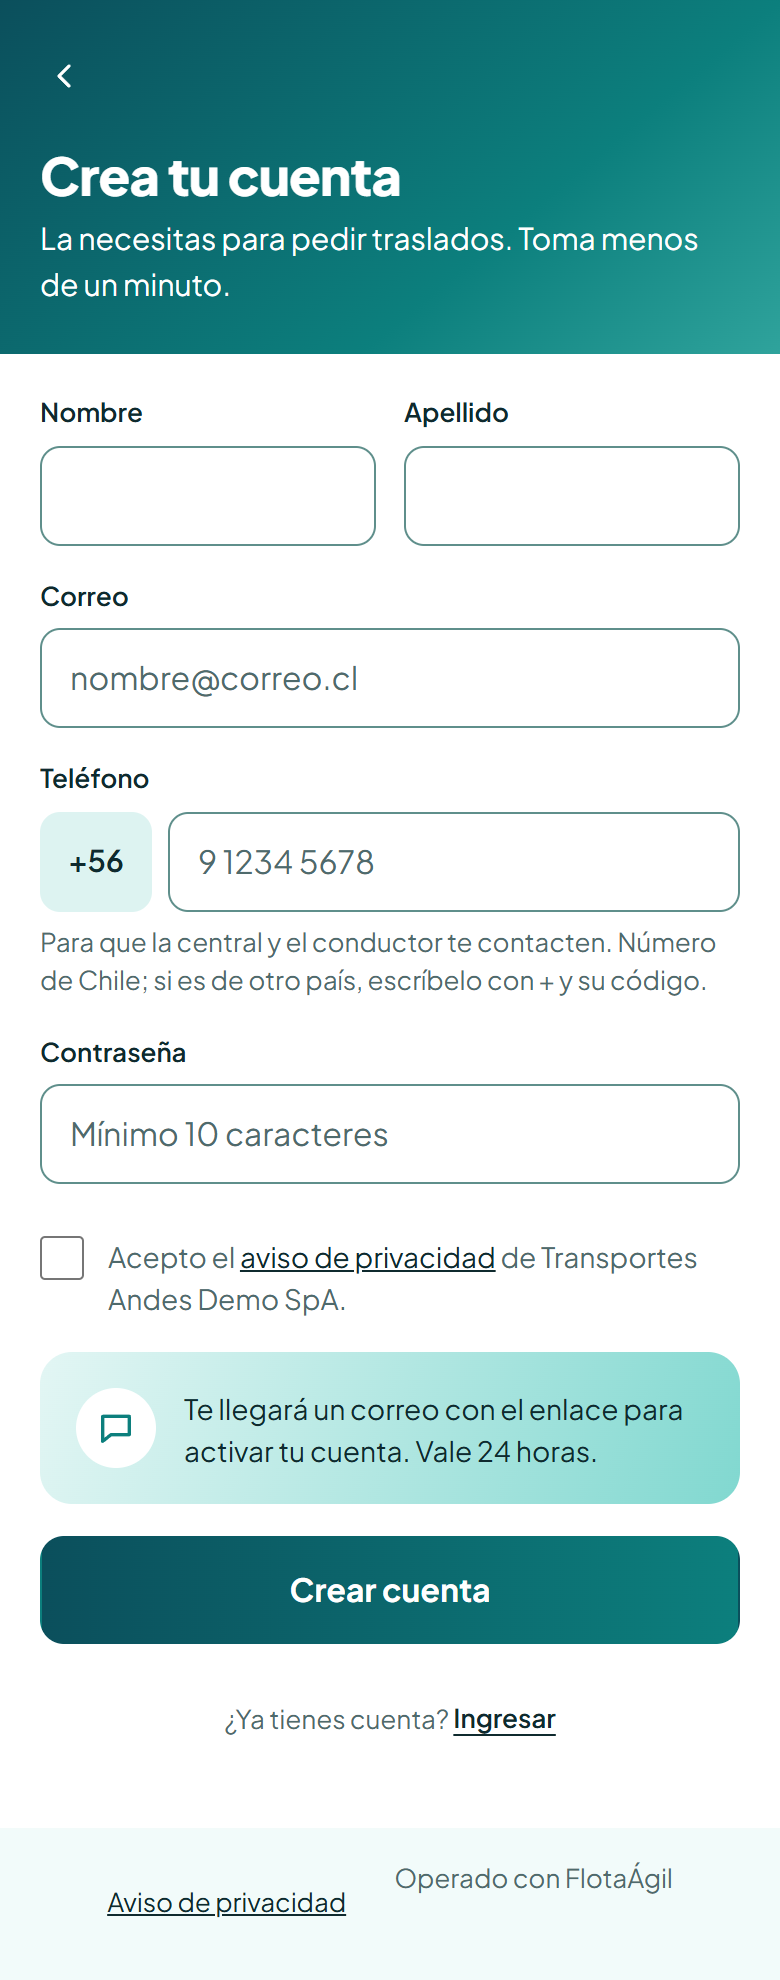 Crea tu cuenta
La necesitas para pedir traslados. Toma menos
de un minuto.
Nombre
Apellido
Correo
nombre@correo.cl
Teléfono
+56
9 1234 5678
Para que la central y el conductor te contacten. Número
de Chile; si es de otro país, escríbelo con + y su código.
Contraseña
Mínimo 10 caracteres
Acepto el aviso de privacidad de Transportes
Andes Demo SpA.
Te llegará un correo con el enlace para
activar tu cuenta. Vale 24 horas.
Crear cuenta
¿Ya tienes cuenta? Ingresar
Operado con FlotaÁgil
Aviso de privacidad